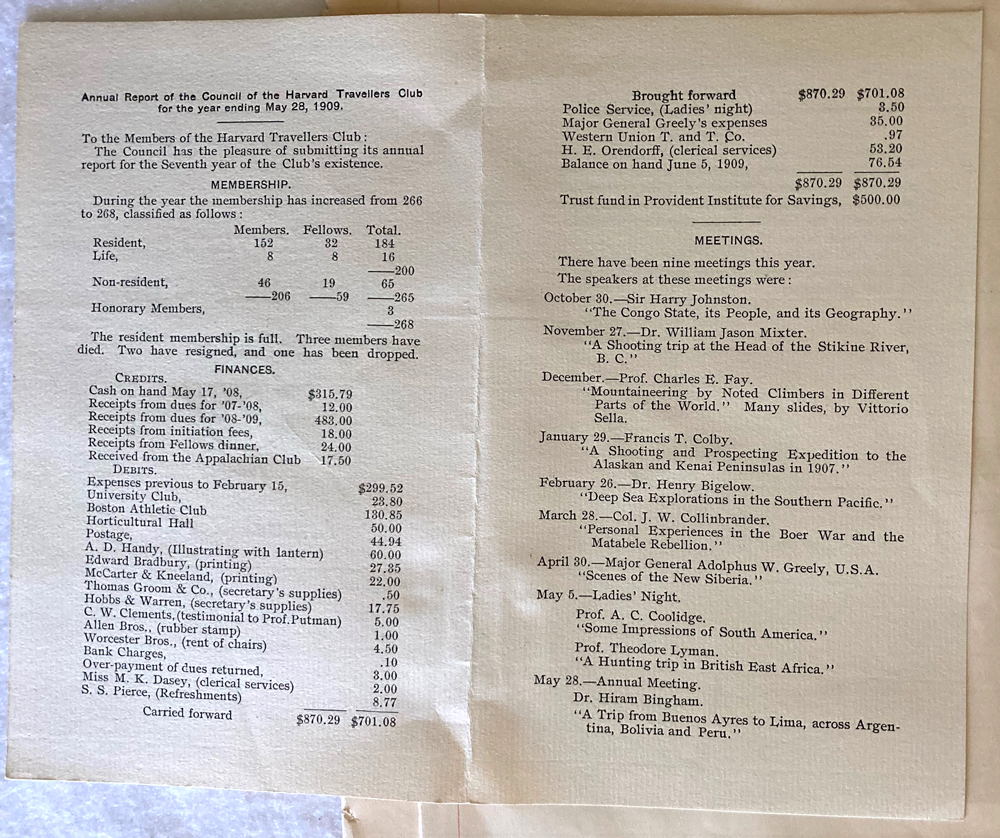 Annual Report of the Council of the Harvard Travellers Club
for the year ending May 28, 1909.
To the Members of the Harvard Travellers Club:
The Council has the pleasure of submitting its annual
report for the Seventh year of the Club's existence.
MEMBERSHIP.
During the year the membership has increased from 266
to 268, classified as follows:
Members. Fellows. Total.
Resident, 152 32 184
Life, 8 8 16
—200
Non-resident, 46 19 65
—206 —59 —265
Honorary Members, 3
—268
The resident membership is full. Three members have
died. Two have resigned, and one has been dropped.
FINANCES.
CREDITS.
Cash on hand May 17, '08, $315.79
Receipts from dues for '07-'08, 12.00
Receipts from dues for '08-'09, 483.00
Receipts from initiation fees, 18.00
Receipts from Fellows dinner, 24.00
Received from the Appalachian Club 17.50
DEBITS.
Expenses previous to February 15, $299.52
University Club, 23.80
Boston Athletic Club 130.85
Horticultural Hall 50.00
Postage, 44.94
A. D. Handy, (Illustrating with lantern) 60.00
Edward Bradbury, (printing) 27.35
McCarter & Kneeland, (printing) 22.00
Thomas Groom & Co., (secretary's supplies) .50
Hobbs & Warren, (secretary's supplies) 17.75
C. W. Clements, (testimonial to Prof. Putman) 5.00
Allen Bros., (rubber stamp) 1.00
Worcester Bros., (rent of chairs) 4.50
Bank Charges, .10
Over-payment of dues returned, 3.00
Miss M. K. Dasey, (clerical services) 2.00
S. S. Pierce, (Refreshments) 8.77
Carried forward $870.29 $701.08
Brought forward $870.29 $701.08
Police Service, (Ladies' night) 3.50
Major General Greely's expenses 35.00
Western Union T. and T. Co. .97
H. E. Orendorff, (clerical services) 53.20
Balance on hand June 5, 1909, 76.54
$870.29 $870.29
Trust fund in Provident Institute for Savings, $500.00
MEETINGS.
There have been nine meetings this year.
The speakers at these meetings were:
October 30.—Sir Harry Johnston.
"The Congo State, its People, and its Geography."
November 27.—Dr. William Jason Mixter.
"A Shooting trip at the Head of the Stikine River,
B. C."
December.—Prof. Charles E. Fay.
"Mountaineering by Noted Climbers in Different
Parts of the World." Many slides, by Vittorio
Sella.
January 29.—Francis T. Colby.
"A Shooting and Prospecting Expedition to the
Alaskan and Kenai Peninsulas in 1907."
February 26.—Dr. Henry Bigelow.
"Deep Sea Explorations in the Southern Pacific."
March 28.—Col. J. W. Collinbrander.
"Personal Experiences in the Boer War and the
Matabele Rebellion."
April 30.—Major General Adolphus W. Greely, U.S.A.
"Scenes of the New Siberia."
May 5.—Ladies' Night.
Prof. A. C. Coolidge.
"Some Impressions of South America."
Prof. Theodore Lyman.
"A Hunting trip in British East Africa."
May 28.—Annual Meeting.
Dr. Hiram Bingham.
"A Trip from Buenos Ayres to Lima, across Argen-
tina, Bolivia and Peru."